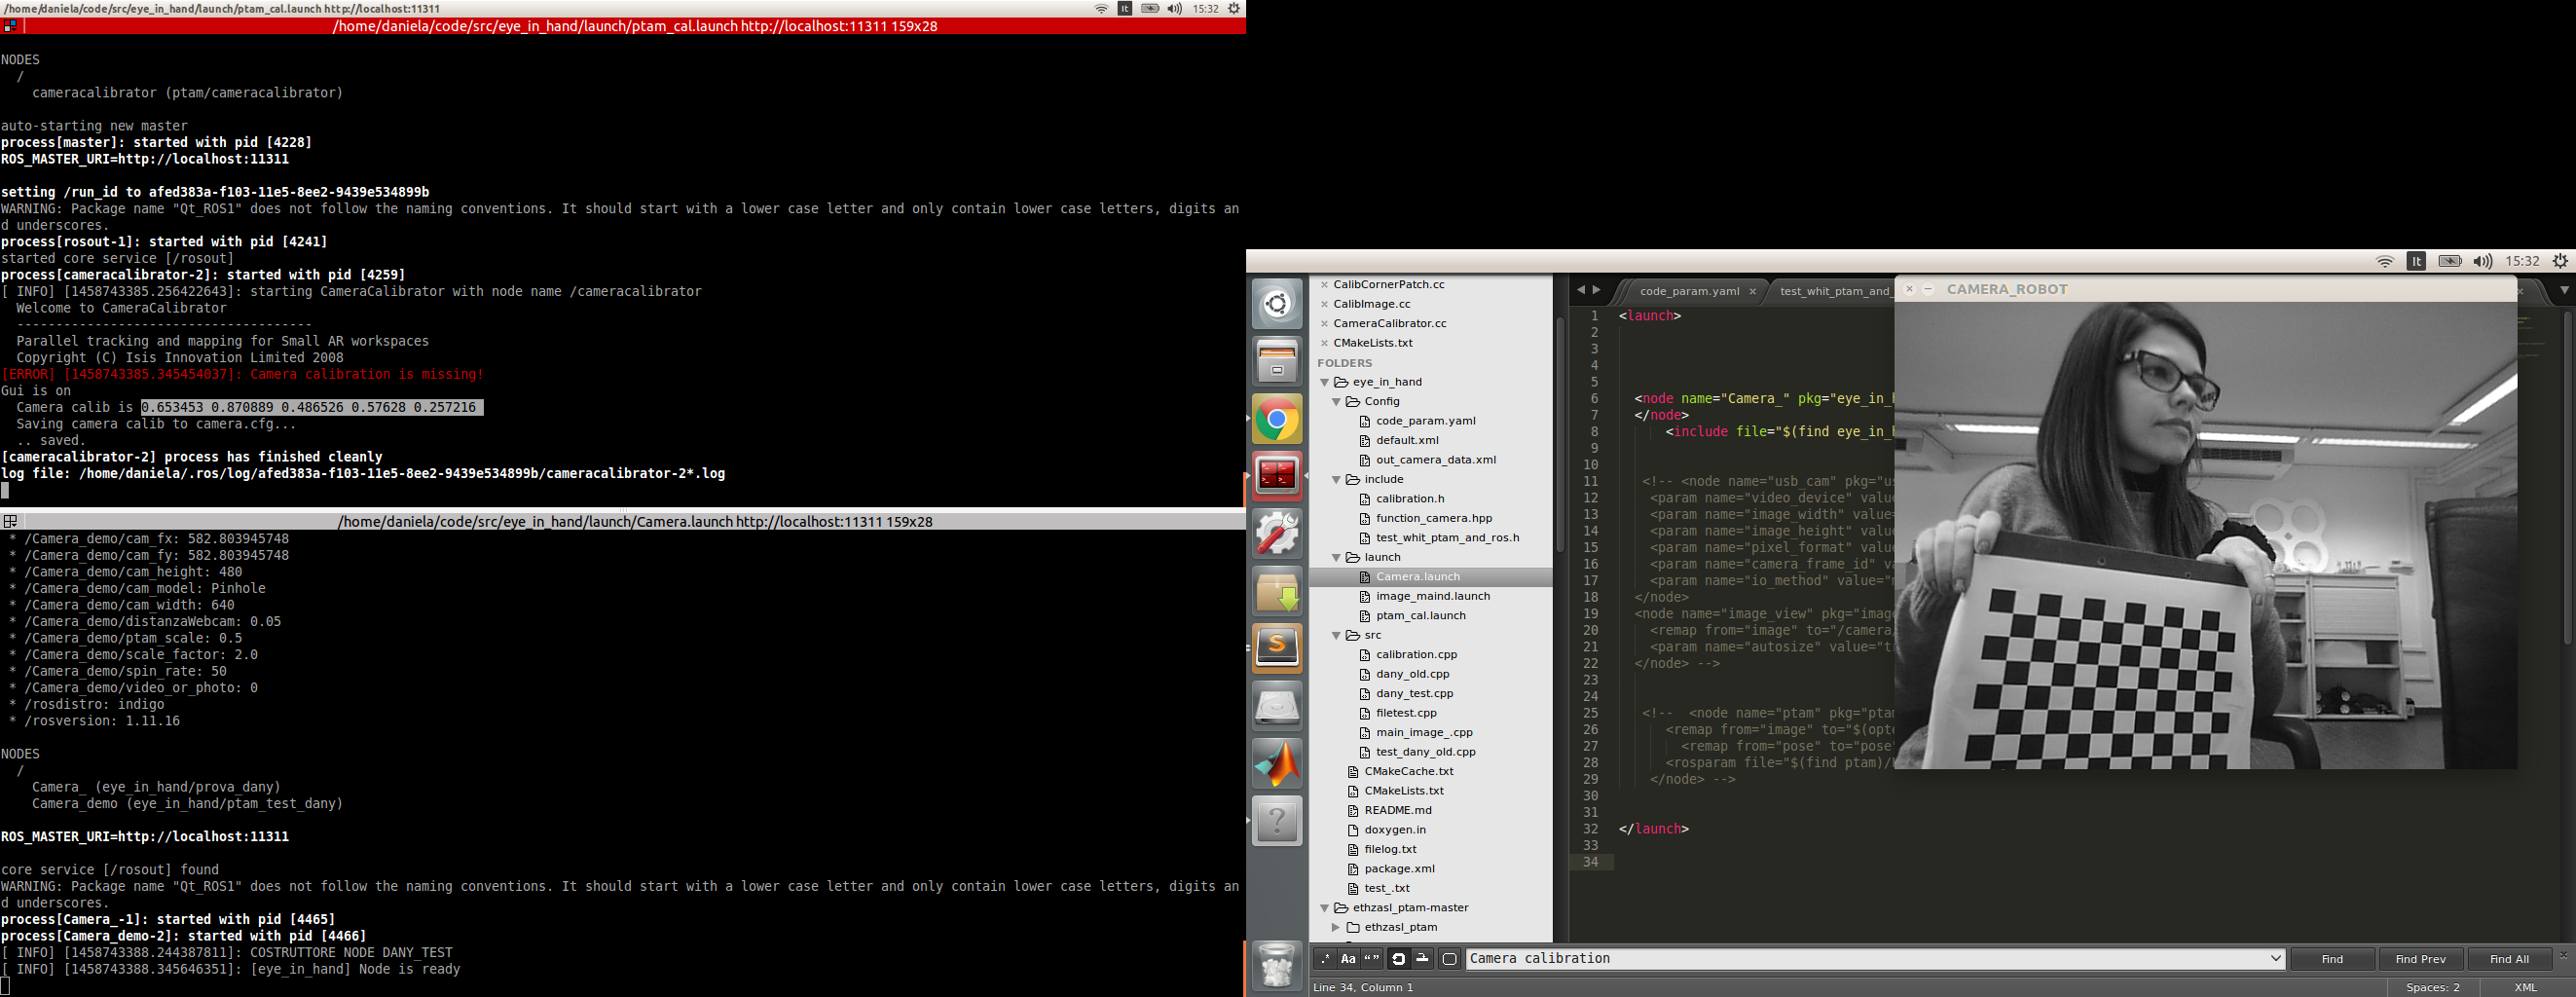 /home/daniela/code/src/eye_in_hand/launch/ptam_cal.launch http://localhost:11311
It
15:32
/home/daniela/code/src/eye_in_hand/launch/ptam_cal.launch http://localhost:11311 159x28
NODES
/
cameracalibrator (ptam/cameracalibrator)
auto-starting new master
process[master]: started with pid [4228]
ROS_MASTER_URI=http://localhost:11311
setting /run_id to afed383a-f103-11e5-8ee2-9439e534899b
WARNING: Package name "Qt_ROS1" does not follow the naming conventions. It should start with a lower case letter and only contain lower case letters, digits an
d underscores.
process[rosout-1]: started with pid [4241]
started core service [/rosout]
process[cameracalibrator-2]: started with pid [4259]
[ INFO] [1458743385.256422643]: starting CameraCalibrator with node name /cameracalibrator
Welcome to CameraCalibrator
------------------------------------
Parallel tracking and mapping for Small AR workspaces
Copyright (C) Isis Innovation Limited 2008
[ERROR] [1458743385.345454037]: Camera calibration is missing!
Gui is on
Camera calib is 0.653453 0.870889 0.486526 0.57628 0.257216
Saving camera calib to camera.cfg...
.. saved.
[cameracalibrator-2] process has finished cleanly
log file: /home/daniela/.ros/log/afed383a-f103-11e5-8ee2-9439e534899b/cameracalibrator-2*.log
/home/daniela/code/src/eye_in_hand/launch/Camera.launch http://localhost:11311 159x28
* /Camera_demo/cam_fx: 582.803945748
* /Camera_demo/cam_fy: 582.803945748
* /Camera_demo/cam_height: 480
* /Camera_demo/cam_model: Pinhole
* /Camera_demo/cam_width: 640
* /Camera_demo/distanzaWebcam: 0.05
* /Camera_demo/ptam_scale: 0.5
* /Camera_demo/scale_factor: 2.0
* /Camera_demo/spin_rate: 50
* /Camera_demo/video_or_photo: 0
* /rosdistro: indigo
* /rosversion: 1.11.16
NODES
/
Camera_ (eye_in_hand/prova_dany)
Camera_demo (eye_in_hand/ptam_test_dany)
ROS_MASTER_URI=http://localhost:11311
core service [/rosout] found
WARNING: Package name "Qt_ROS1" does not follow the naming conventions. It should start with a lower case letter and only contain lower case letters, digits an
d underscores.
process[Camera_-1]: started with pid [4465]
process[Camera_demo-2]: started with pid [4466]
[ INFO] [1458743388.244387811]: COSTRUTTORE NODE DANY_TEST
[ INFO] [1458743388.345646351]: [eye_in_hand] Node is ready
It
15:32
CalibCornerPatch.cc
CalibImage.cc
CameraCalibrator.cc
CMakeLists.txt
FOLDERS
eye_in_hand
Config
code_param.yaml
default.xml
out_camera_data.xml
include
calibration.h
function_camera.hpp
test_whit_ptam_and_ros.h
launch
Camera.launch
image_maind.launch
ptam_cal.launch
src
calibration.cpp
dany_old.cpp
dany_test.cpp
filetest.cpp
main_image_.cpp
test_dany_old.cpp
CMakeCache.txt
CMakeLists.txt
README.md
doxygen.in
filelog.txt
package.xml
test_.txt
ethzasl_ptam-master
ethzasl_ptam
code_param.yaml
test_whit_ptam_and_
CAMERA_ROBOT
1 <launch>
2
3
4
5
6 <node name="Camera_" pkg="eye_in_h
7 </node>
8 <include file="$(find eye_in_h
9
10
11 <!-- <node name="usb_cam" pkg="us
12 <param name="video_device" value
13 <param name="image_width" value=
14 <param name="image_height" value
15 <param name="pixel_format" value
16 <param name="camera_frame_id" va
17 <param name="io_method" value="m
18 </node>
19 <node name="image_view" pkg="image
20 <remap from="image" to="/camera/
21 <param name="autosize" value="tr
22 </node> -->
23
24
25 <!-- <node name="ptam" pkg="ptam
26 <remap from="image" to="$(opt
27 <remap from="pose" to="pose"
28 <rosparam file="$(find ptam)/
29 </node> -->
30
31
32 </launch>
33
34
.* Aa “”
Camera calibration
Find
Find Prev
Find All
Line 34, Column 1
Spaces: 2
XML